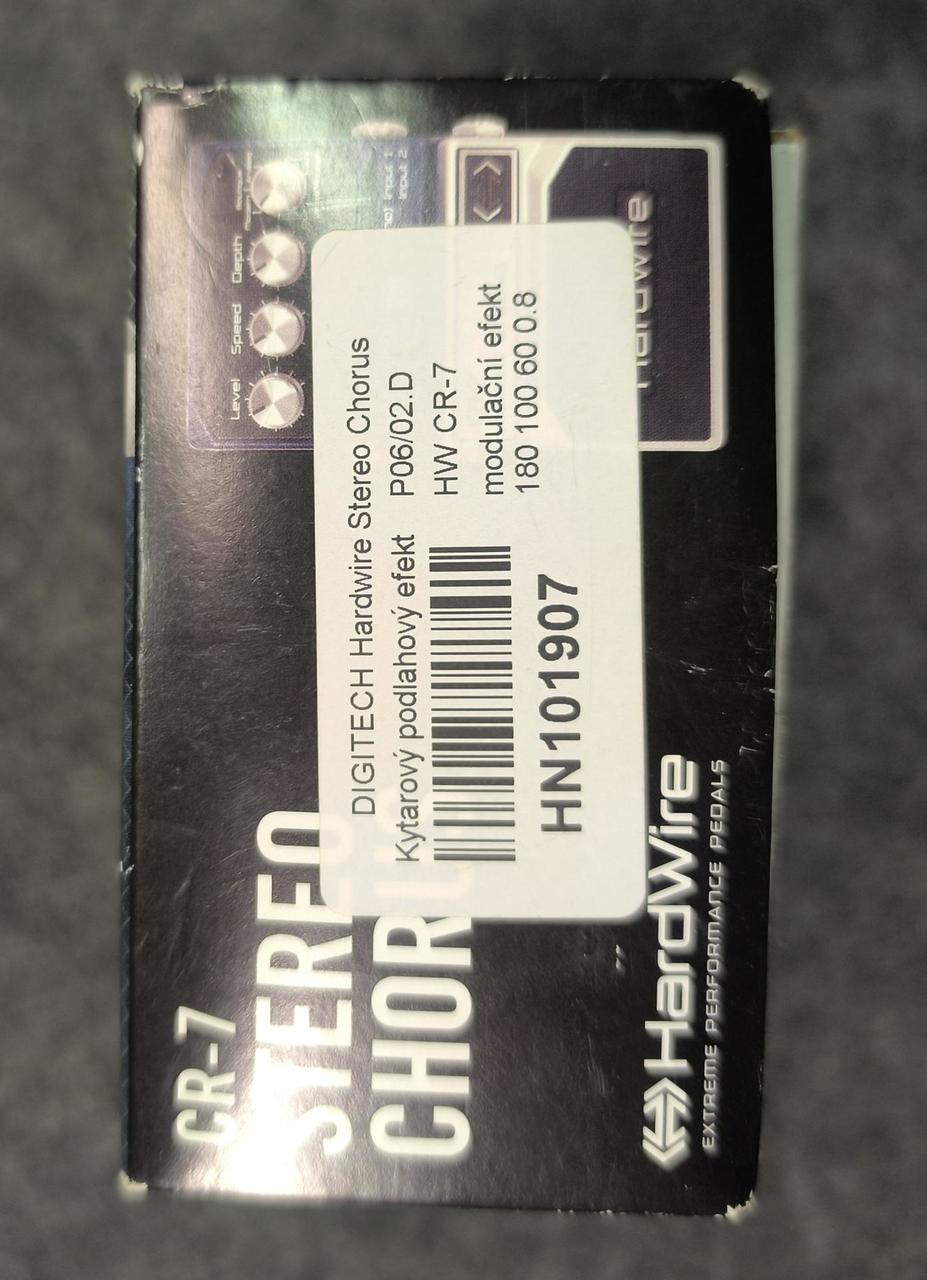 CR-7
STEREO
CHORUS
HardWire
EXTREME PERFORMANCE PEDALS
DIGITECH Hardwire Stereo Chorus
Kytarový podlahový efekt P06/02.D
HW CR-7
modulační efekt
180 100 60 0.8
HN101907
Level Speed Depth
Input 1
Input 2
HardWire